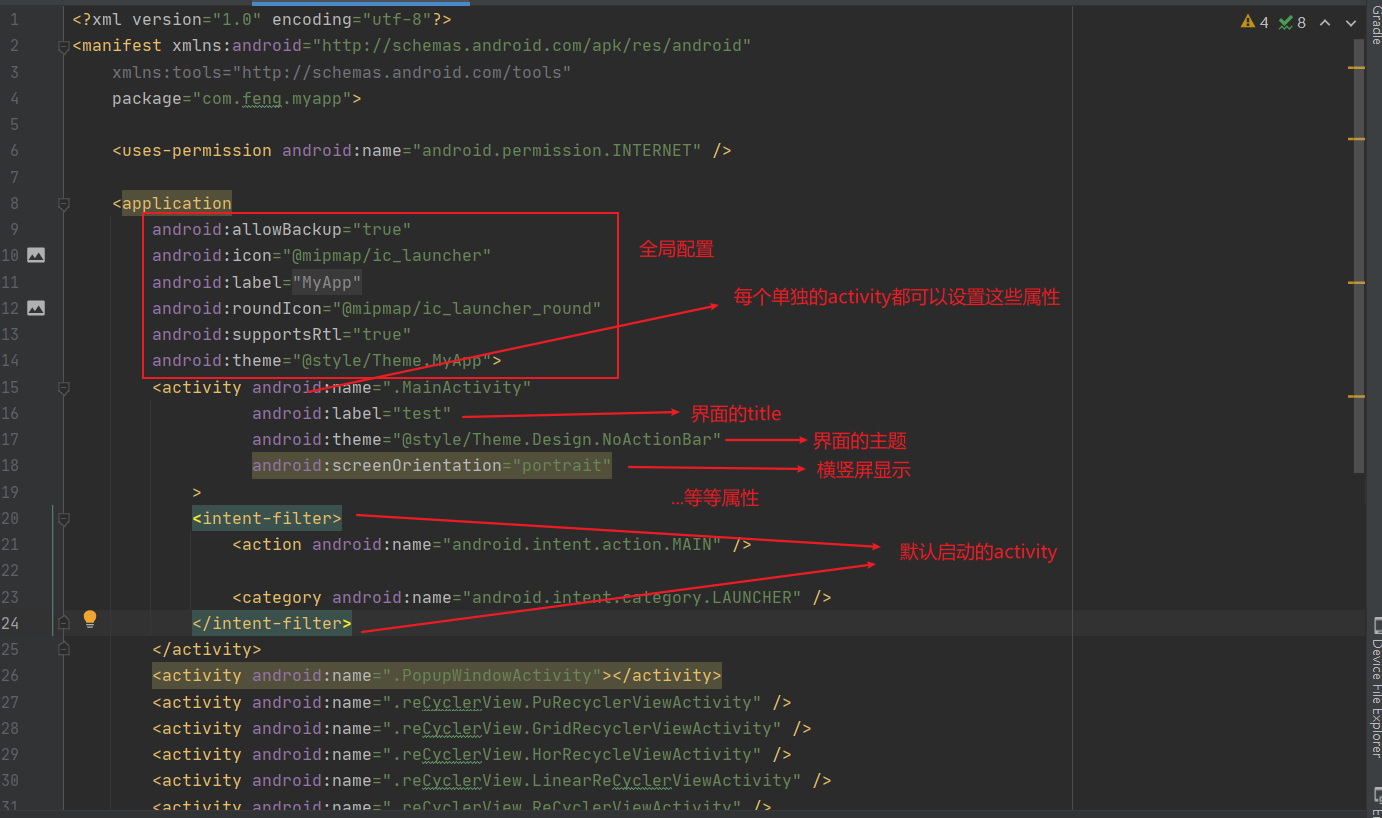 1 <?xml version="1.0" encoding="utf-8"?>
4 8
2 <manifest xmlns:android="http://schemas.android.com/apk/res/android"
3 xmlns:tools="http://schemas.android.com/tools"
4 package="com.feng.myapp">
5
6 <uses-permission android:name="android.permission.INTERNET" />
7
8 <application
9 android:allowBackup="true"
全局配置
10 android:icon="@mipmap/ic_launcher"
11 android:label="MyApp"
每个单独的activity都可以设置这些属性
12 android:roundIcon="@mipmap/ic_launcher_round"
13 android:supportsRtl="true"
14 android:theme="@style/Theme.MyApp">
15 <activity android:name=".MainActivity"
16 android:label="test" 界面的title
17 android:theme="@style/Theme.Design.NoActionBar" 界面的主题
18 android:screenOrientation="portrait" 横竖屏显示
19 >
...等等属性
20 <intent-filter>
21 <action android:name="android.intent.action.MAIN" />
默认启动的activity
22
23 <category android:name="android.intent.category.LAUNCHER" />
24 </intent-filter>
25 </activity>
26 <activity android:name=".PopupWindowActivity"></activity>
27 <activity android:name=".reCyclerView.PuRecyclerViewActivity" />
28 <activity android:name=".reCyclerView.GridRecyclerViewActivity" />
29 <activity android:name=".reCyclerView.HorRecycleViewActivity" />
30 <activity android:name=".reCyclerView.LinearReCyclerViewActivity" />
31 <activity android:name=".reCyclerView.ReCyclerViewActivity" />
Gradle
Device File Explorer